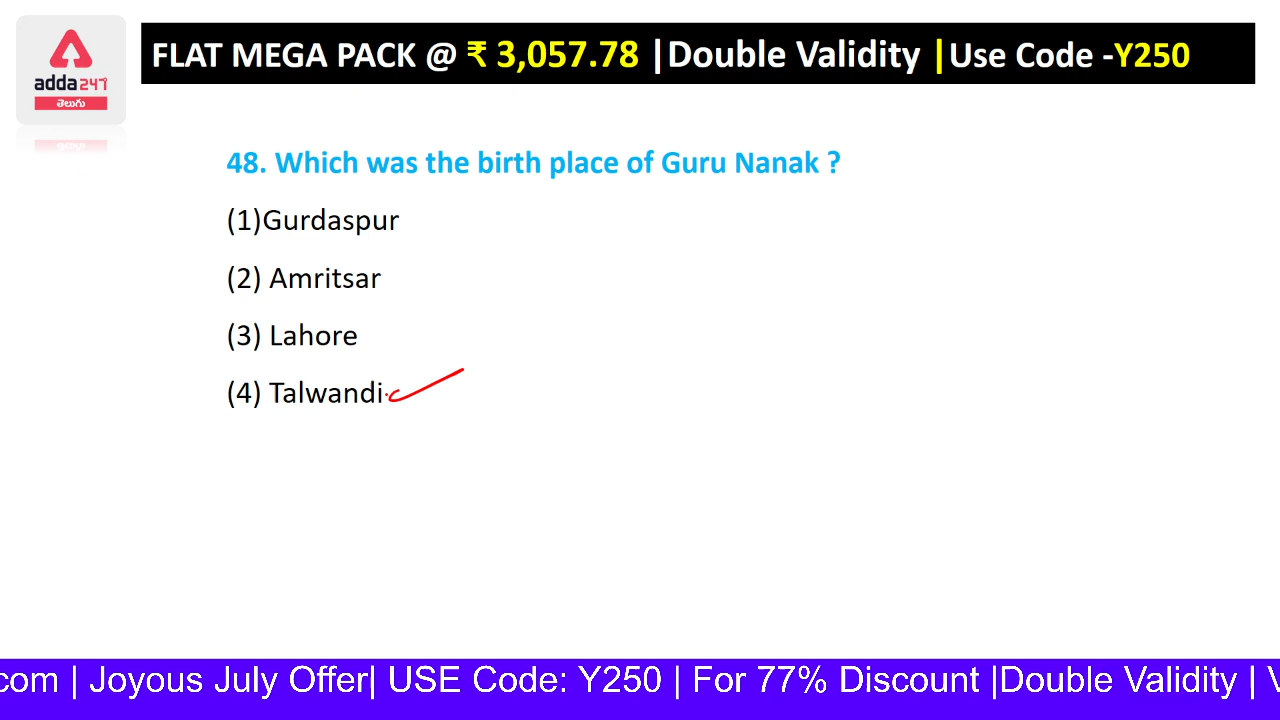 FLAT MEGA PACK @ ₹ 3,057.78 |Double Validity |Use Code -Y250
adda247
తెలుగు
48. Which was the birth place of Guru Nanak ?
(1)Gurdaspur
(2) Amritsar
(3) Lahore
(4) Talwandi
com | Joyous July Offer| USE Code: Y250 | For 77% Discount |Double Validity | V